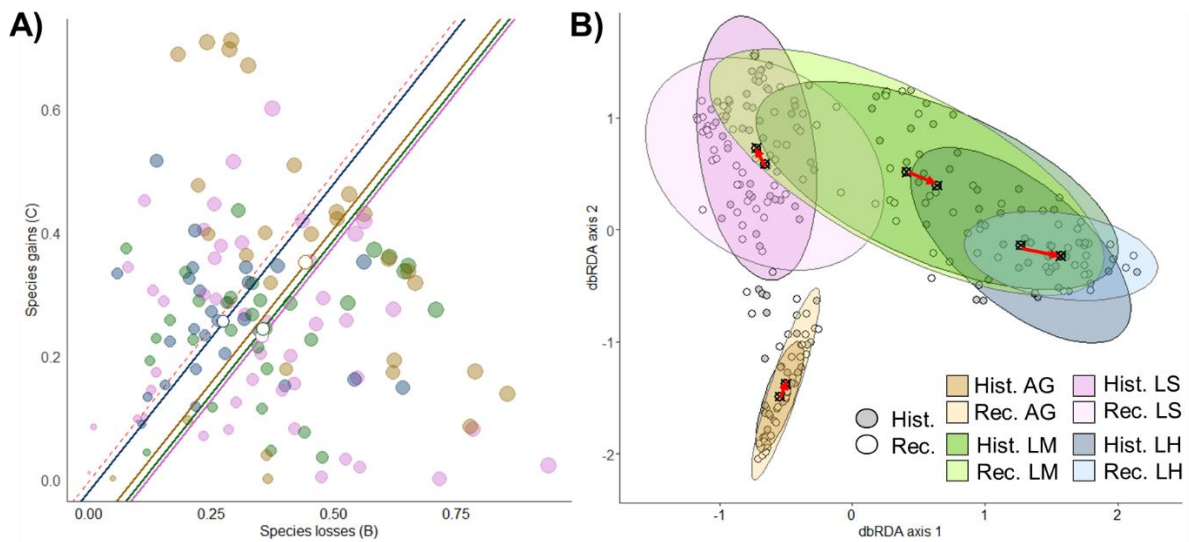 A)
Species gains (C)
0.6
0.4
0.2
0.0
0.00
0.25
0.50
0.75
Species losses (B)
B)
dbRDA axis 2
1
0
-1
-2
-1
0
1
2
dbRDA axis 1
Hist.
Rec.
Hist. AG
Rec. AG
Hist. LM
Rec. LM
Hist. LS
Rec. LS
Hist. LH
Rec. LH